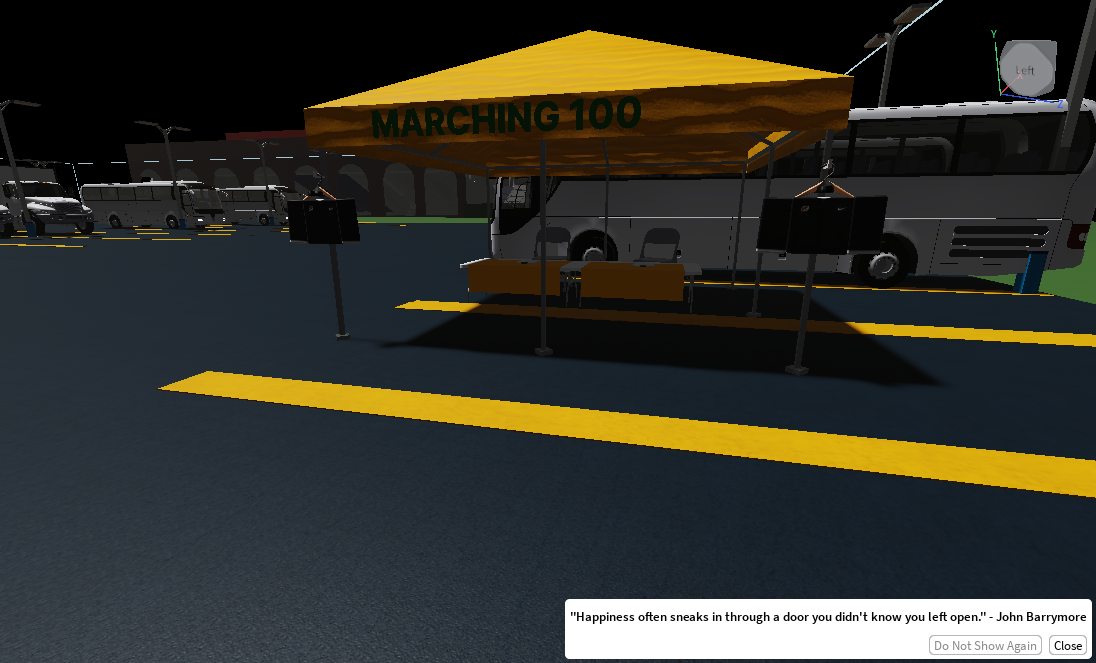 Y
Left
Z
MARCHING 100
"Happiness often sneaks in through a door you didn't know you left open." - John Barrymore
Do Not Show Again
Close